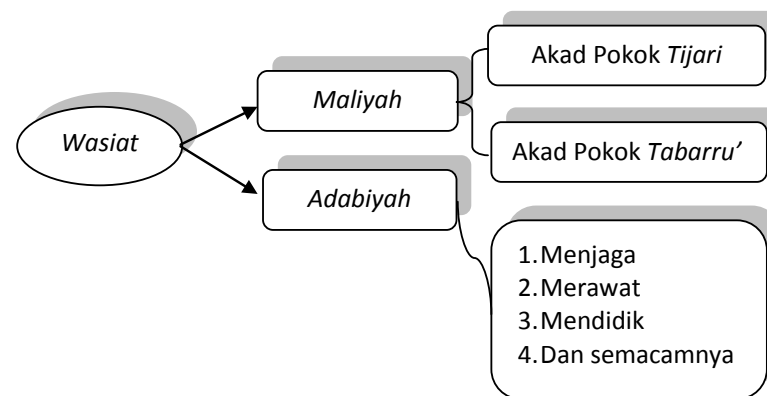 Wasiat
Maliyah
Akad Pokok Tijari
Akad Pokok Tabarru’
Adabiyah
1.Menjaga
2.Merawat
3.Mendidik
4.Dan semacamnya